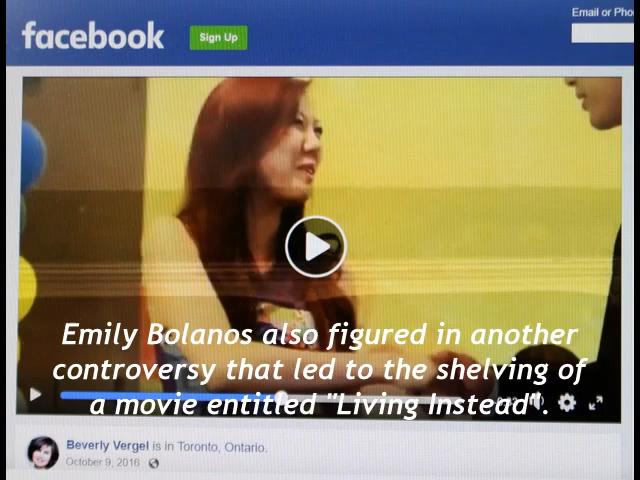 facebook
Sign Up
Email or Pho
Emily Bolanos also figured in another
controversy that led to the shelving of
a movie entitled "Living Instead".
Beverly Vergel is in Toronto, Ontario.
October 9, 2016